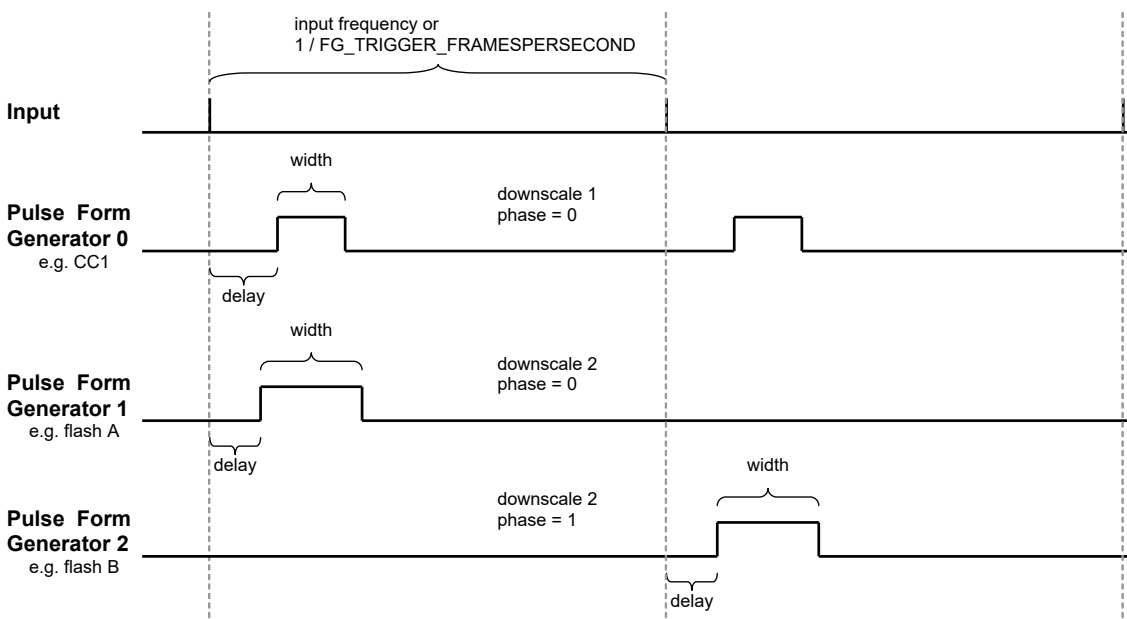 input frequency or
1 / FG_TRIGGER_FRAMESPERSECOND
Input
width
Pulse Form
Generator 0
e.g. CC1
downscale 1
phase = 0
delay
width
Pulse Form
Generator 1
e.g. flash A
downscale 2
phase = 0
delay
width
Pulse Form
Generator 2
e.g. flash B
downscale 2
phase = 1
delay